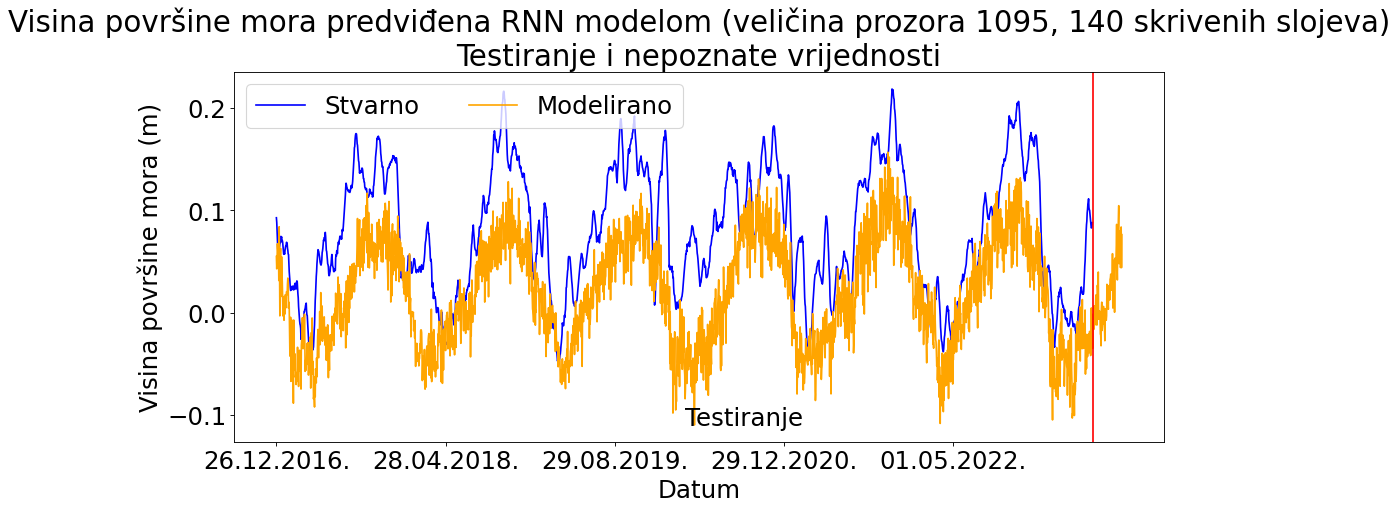 Visina površine mora predviđena RNN modelom (veličina prozora 1095, 140 skrivenih slojeva)
Testiranje i nepoznate vrijednosti
Stvarno Modelirano
Visina površine mora (m)
0.2
0.1
0.0
−0.1
Testiranje
26.12.2016. 28.04.2018. 29.08.2019. 29.12.2020. 01.05.2022.
Datum